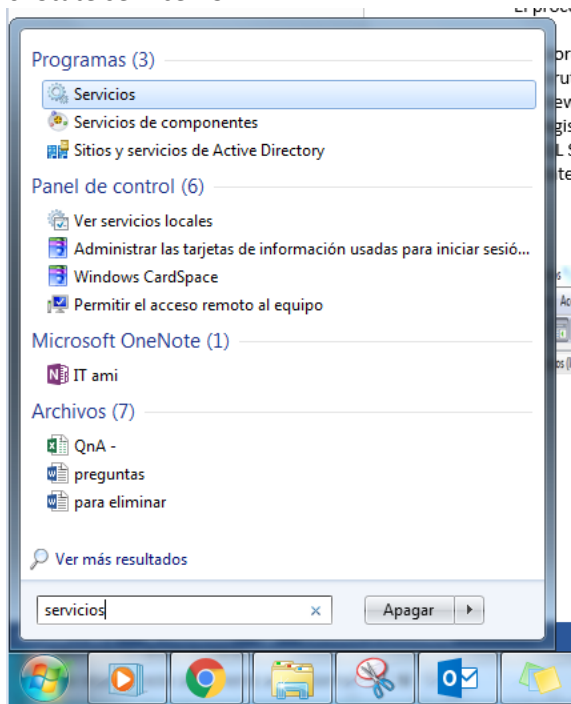 El proc
Programas (3)
Servicios
Servicios de componentes
Sitios y servicios de Active Directory
Panel de control (6)
Ver servicios locales
Administrar las tarjetas de información usadas para iniciar sesió...
Windows CardSpace
Permitir el acceso remoto al equipo
Microsoft OneNote (1)
IT ami
Archivos (7)
QnA -
preguntas
para eliminar
Ver más resultados
servicios
Apagar